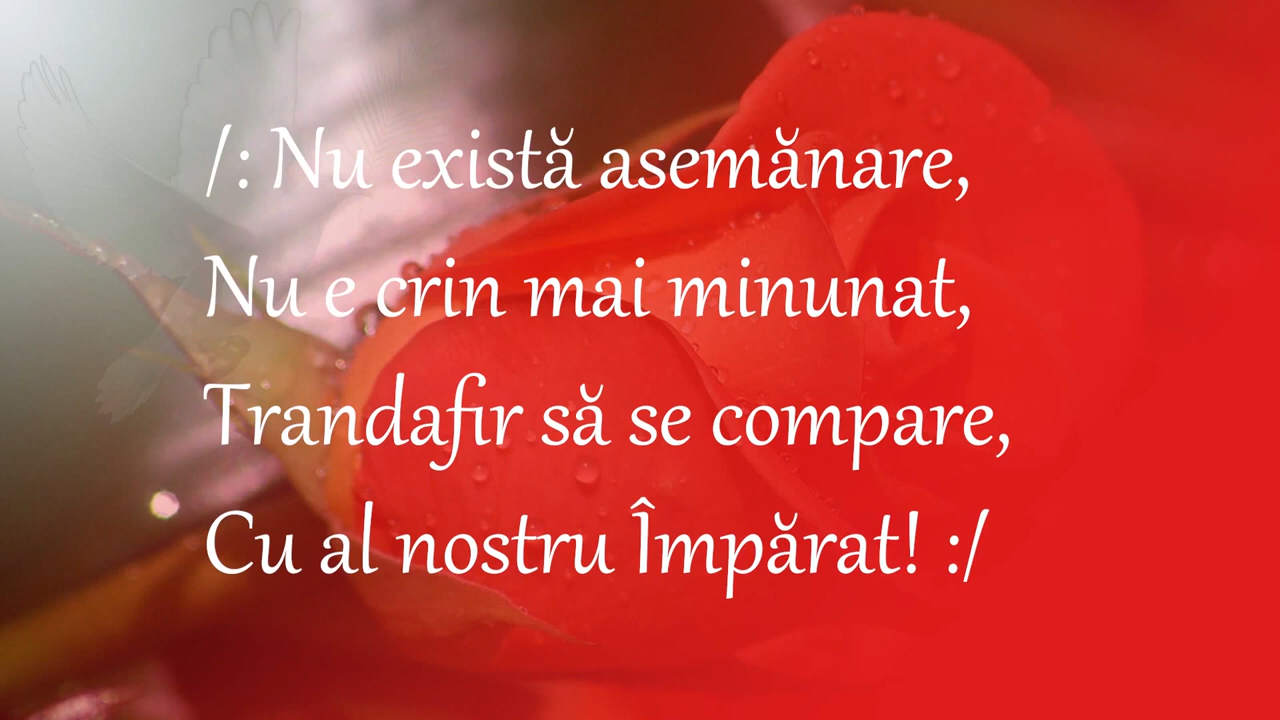 /: Nu există asemănare,
Nu e crin mai minunat,
Trandafir să se compare,
Cu al nostru Împărat! :/